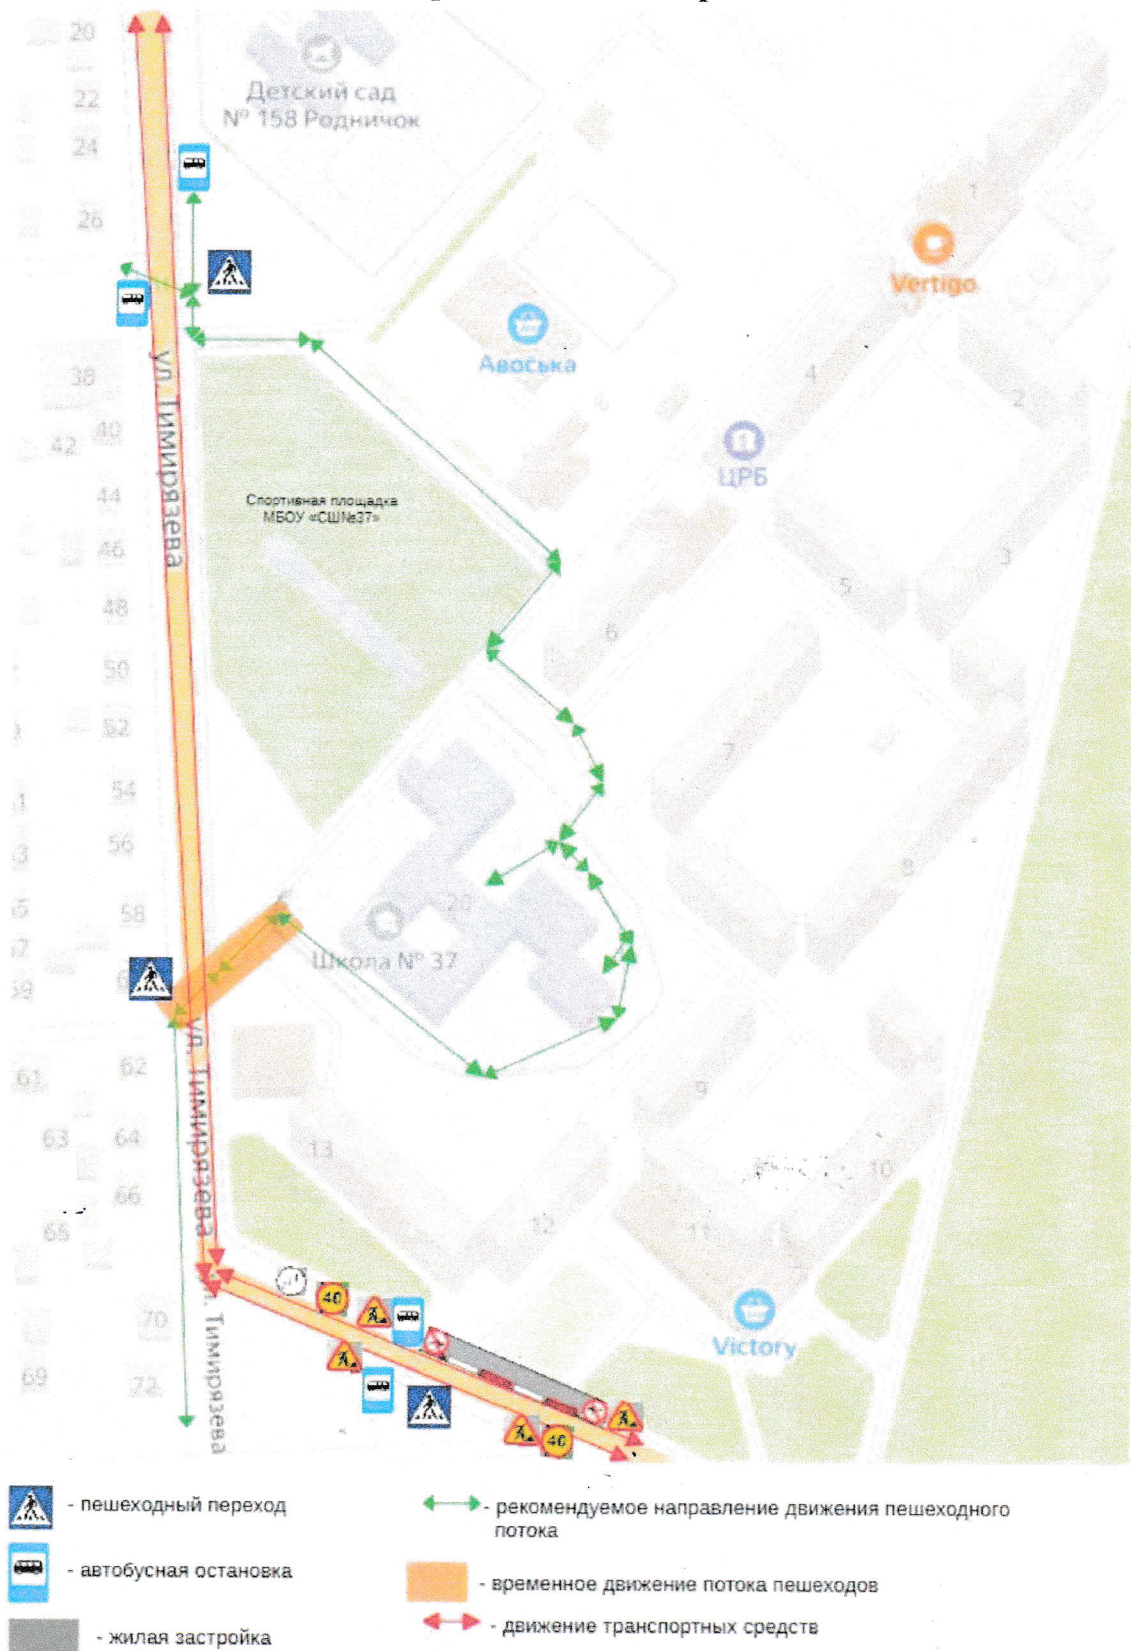 20
22
24
26
Детский сад
№ 158 Родничок
Vertigo
1
Авоська
38
40
42
44
46
48
50
52
54
56
58
ул. Тимирязева
Спортивная площадка
МБОУ «СШ№37»
4
2
ЦРБ
3
5
6
7
8
20
Школа № 37
ул. Тимирязева
61
62
63
64
65
66
9
13
10
12
11
40
70
69
72
л. Тимирязева
Victory
40
- пешеходный переход
- рекомендуемое направление движения пешеходного
потока
- автобусная остановка
- временное движение потока пешеходов
- движение транспортных средств
- жилая застройка